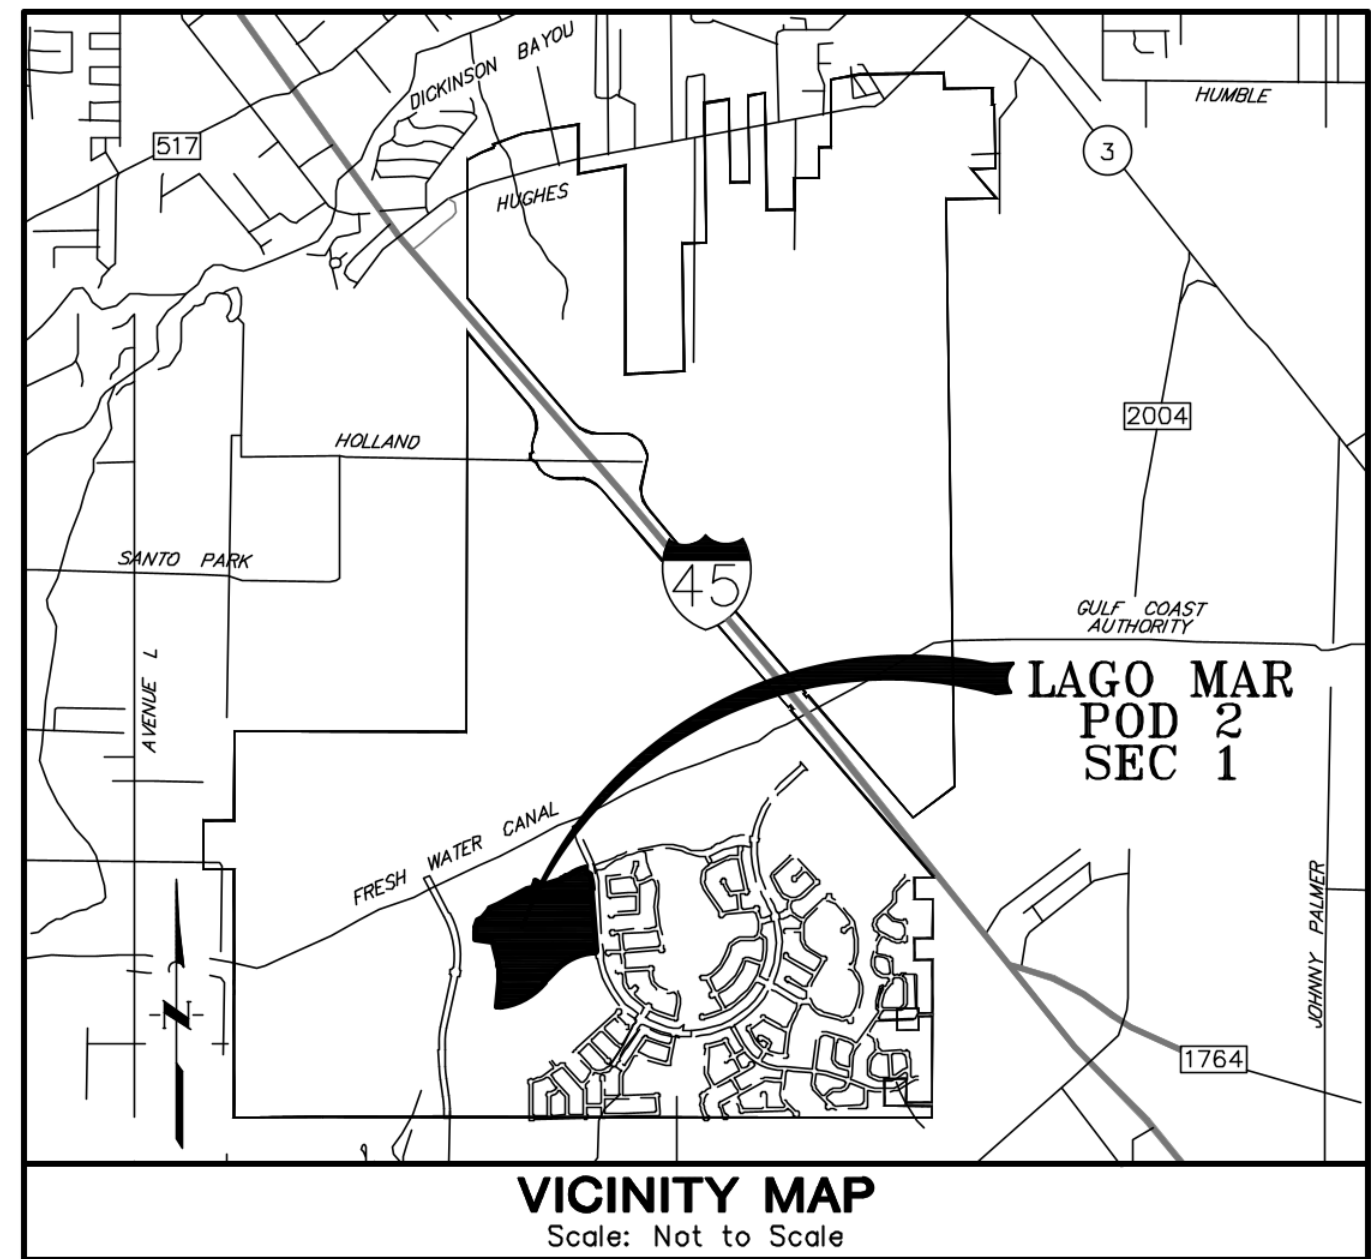 DICKINSON BAYOU
HUMBLE
517
3
HUGHES
2004
HOLLAND
SANTO PARK
45
GULF COAST
AUTHORITY
AVENUE L
LAGO MAR
POD 2
SEC 1
FRESH WATER CANAL
JOHNNY PALMER
N
1764
VICINITY MAP
Scale: Not to Scale